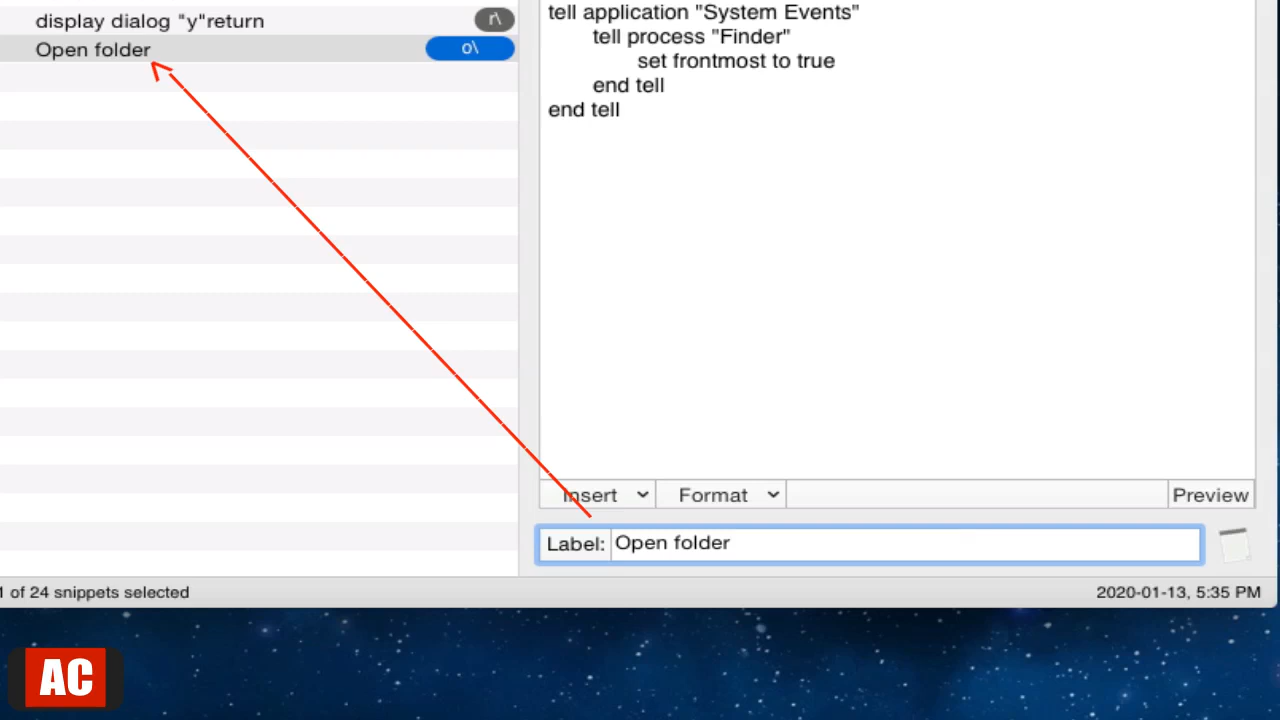 display dialog "y"return
r\
Open folder
o\
tell application "System Events"
tell process "Finder"
set frontmost to true
end tell
end tell
Insert
Format
Preview
Label:
Open folder
1 of 24 snippets selected
2020-01-13, 5:35 PM
AC